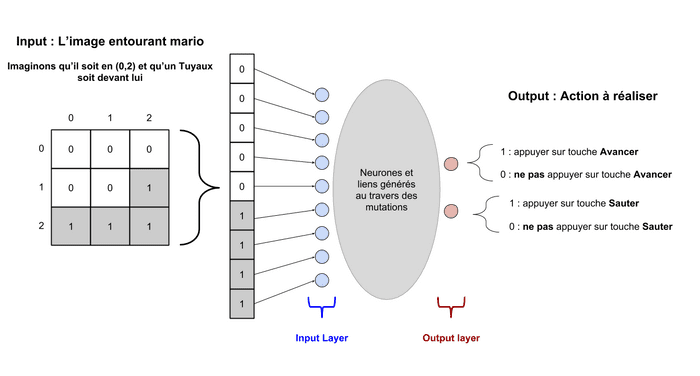 Input : L'image entourant mario
Imaginons qu'il soit en (0,2) et qu'un Tuyaux
soit devant lui
0 1 2
0 0 0 0
1 0 0 1
2 1 1 1
0
0
0
0
0
1
1
1
1
Input Layer
Neurones et
liens générés
au travers des
mutations
Output layer
Output : Action à réaliser
1 : appuyer sur touche Avancer
0 : ne pas appuyer sur touche Avancer
1 : appuyer sur touche Sauter
0 : ne pas appuyer sur touche Sauter